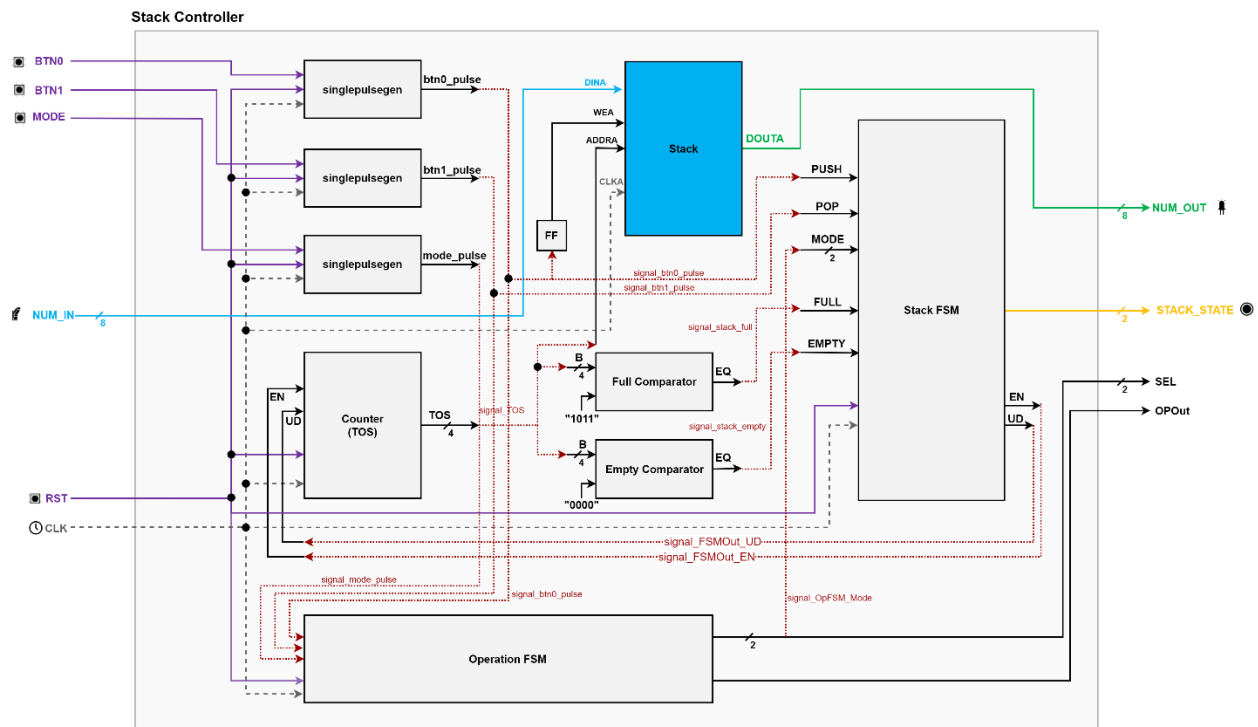 Stack Controller
BTN0
BTN1
MODE
singlepulsegen
btn0_pulse
singlepulsegen
btn1_pulse
singlepulsegen
mode_pulse
DINA
WEA
ADDRA
CLKA
Stack
DOUTA
FF
signal_btn0_pulse
signal_btn1_pulse
PUSH
POP
MODE
2
FULL
EMPTY
Stack FSM
8
NUM_OUT
NUM_IN
8
2
STACK_STATE
signal_stack_full
EN
UD
Counter
(TOS)
TOS
4
signal_TOS
B
4
Full Comparator
EQ
"1011"
signal_stack_empty
B
4
Empty Comparator
EQ
"0000"
EN
UD
2
SEL
OPOut
RST
CLK
signal_FSMOut_UD
signal_FSMOut_EN
signal_mode_pulse
signal_btn0_pulse
signal_OpFSM_Mode
Operation FSM
2